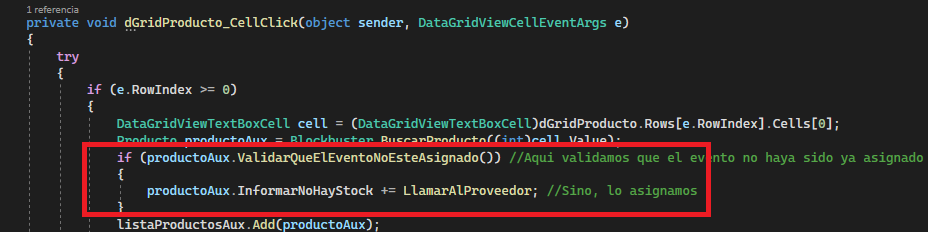 1 referencia
private void dGridProducto_CellClick(object sender, DataGridViewCellEventArgs e)
{
try
{
if (e.RowIndex >= 0)
{
DataGridViewTextBoxCell cell = (DataGridViewTextBoxCell)dGridProducto.Rows[e.RowIndex].Cells[0];
Producto productoAux = Blockbuster.BuscarProducto((int)cell.Value);
if (productoAux.ValidarQueElEventoNoEsteAsignado()) //Aqui validamos que el evento no haya sido ya asignado
{
productoAux.InformarNoHayStock += LlamarAlProveedor; //Sino, lo asignamos
}
listaProductosAux.Add(productoAux);